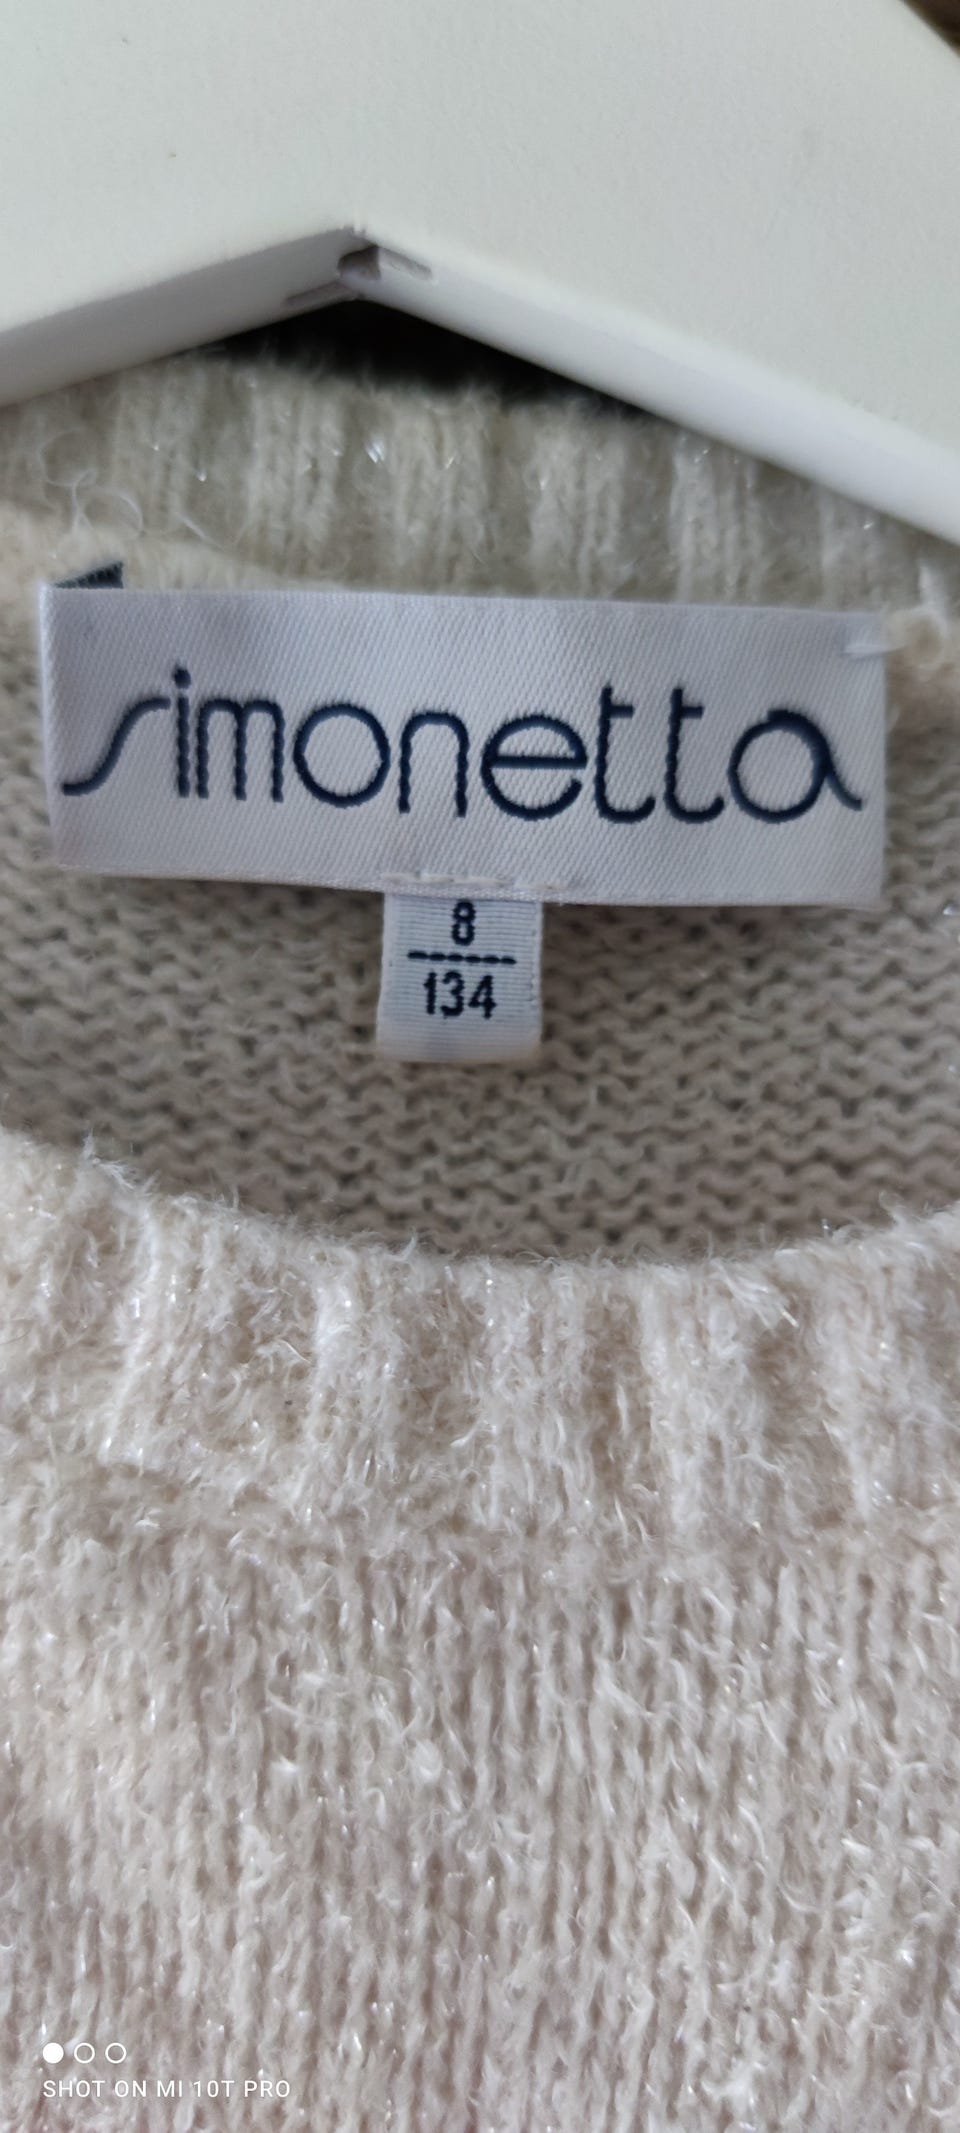 simonetta
8
134
SHOT ON MI 10T PRO